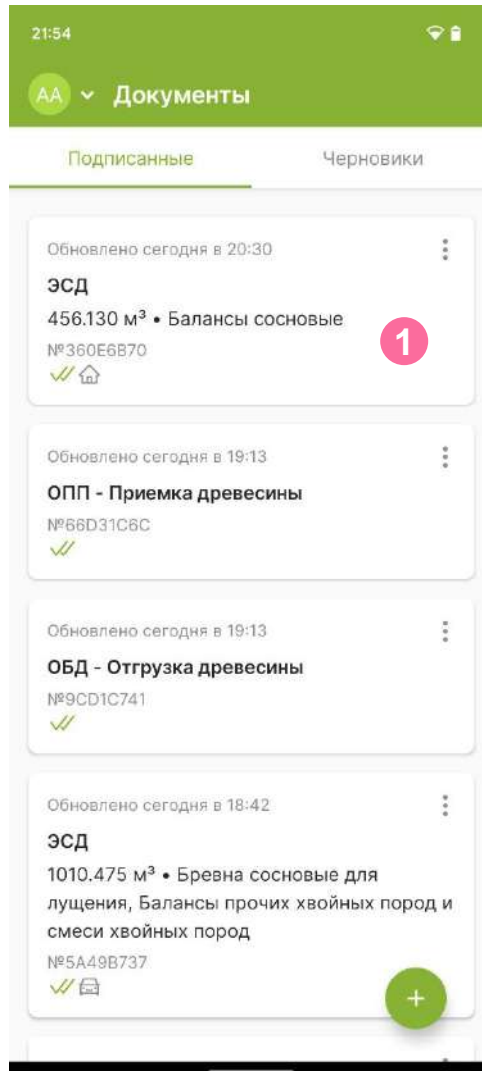 21:54
АА Документы
Подписанные Черновики
Обновлено сегодня в 20:30
ЭСД
456.130 м³ • Балансы сосновые
1
№360E6B70
Обновлено сегодня в 19:13
ОПП - Приемка древесины
№66D31C6C
Обновлено сегодня в 19:13
ОБД - Отгрузка древесины
№9CD1C741
Обновлено сегодня в 18:42
ЭСД
1010.475 м³ • Бревна сосновые для
лущения, Балансы прочих хвойных пород и
смеси хвойных пород
№5A49B737
+